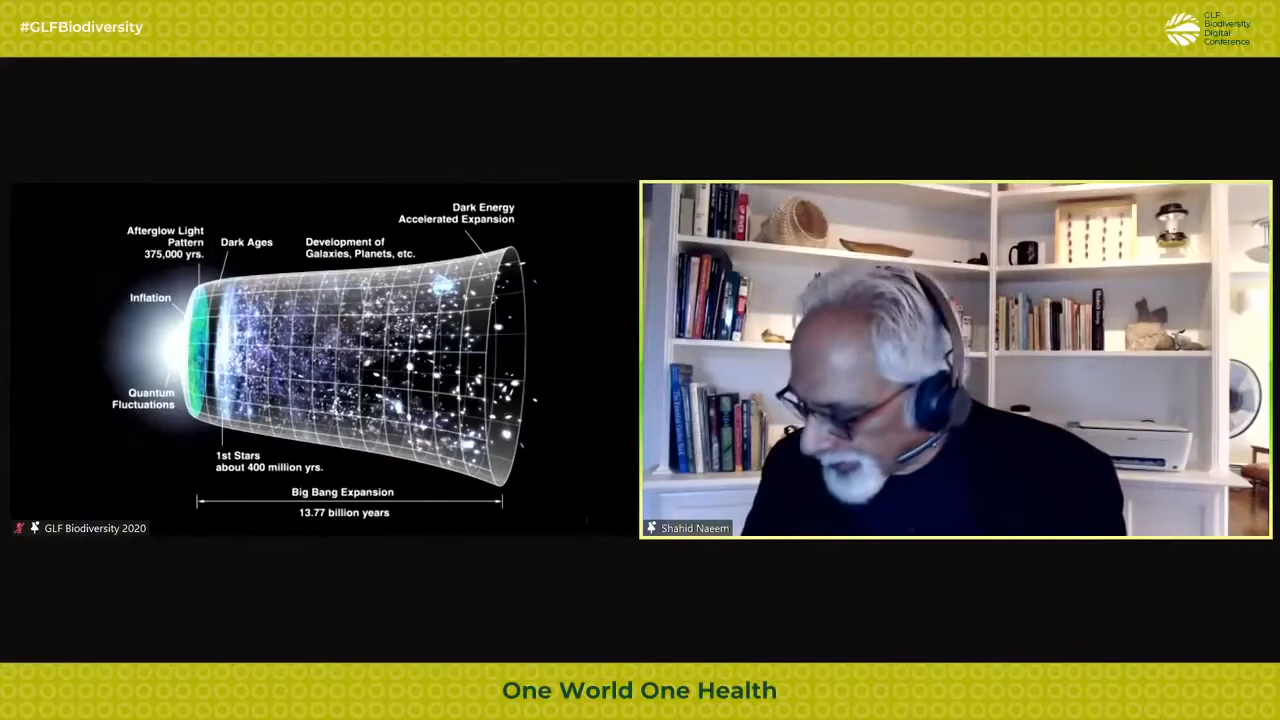 #GLFBiodiversity
GLF
Biodiversity
Digital
Conference
Dark Energy
Accelerated Expansion
Afterglow Light
Pattern
375,000 yrs.
Dark Ages
Development of
Galaxies, Planets, etc.
Inflation
Quantum
Fluctuations
1st Stars
about 400 million yrs.
Big Bang Expansion
13.77 billion years
GLF Biodiversity 2020
Shahid Naeem
One World One Health